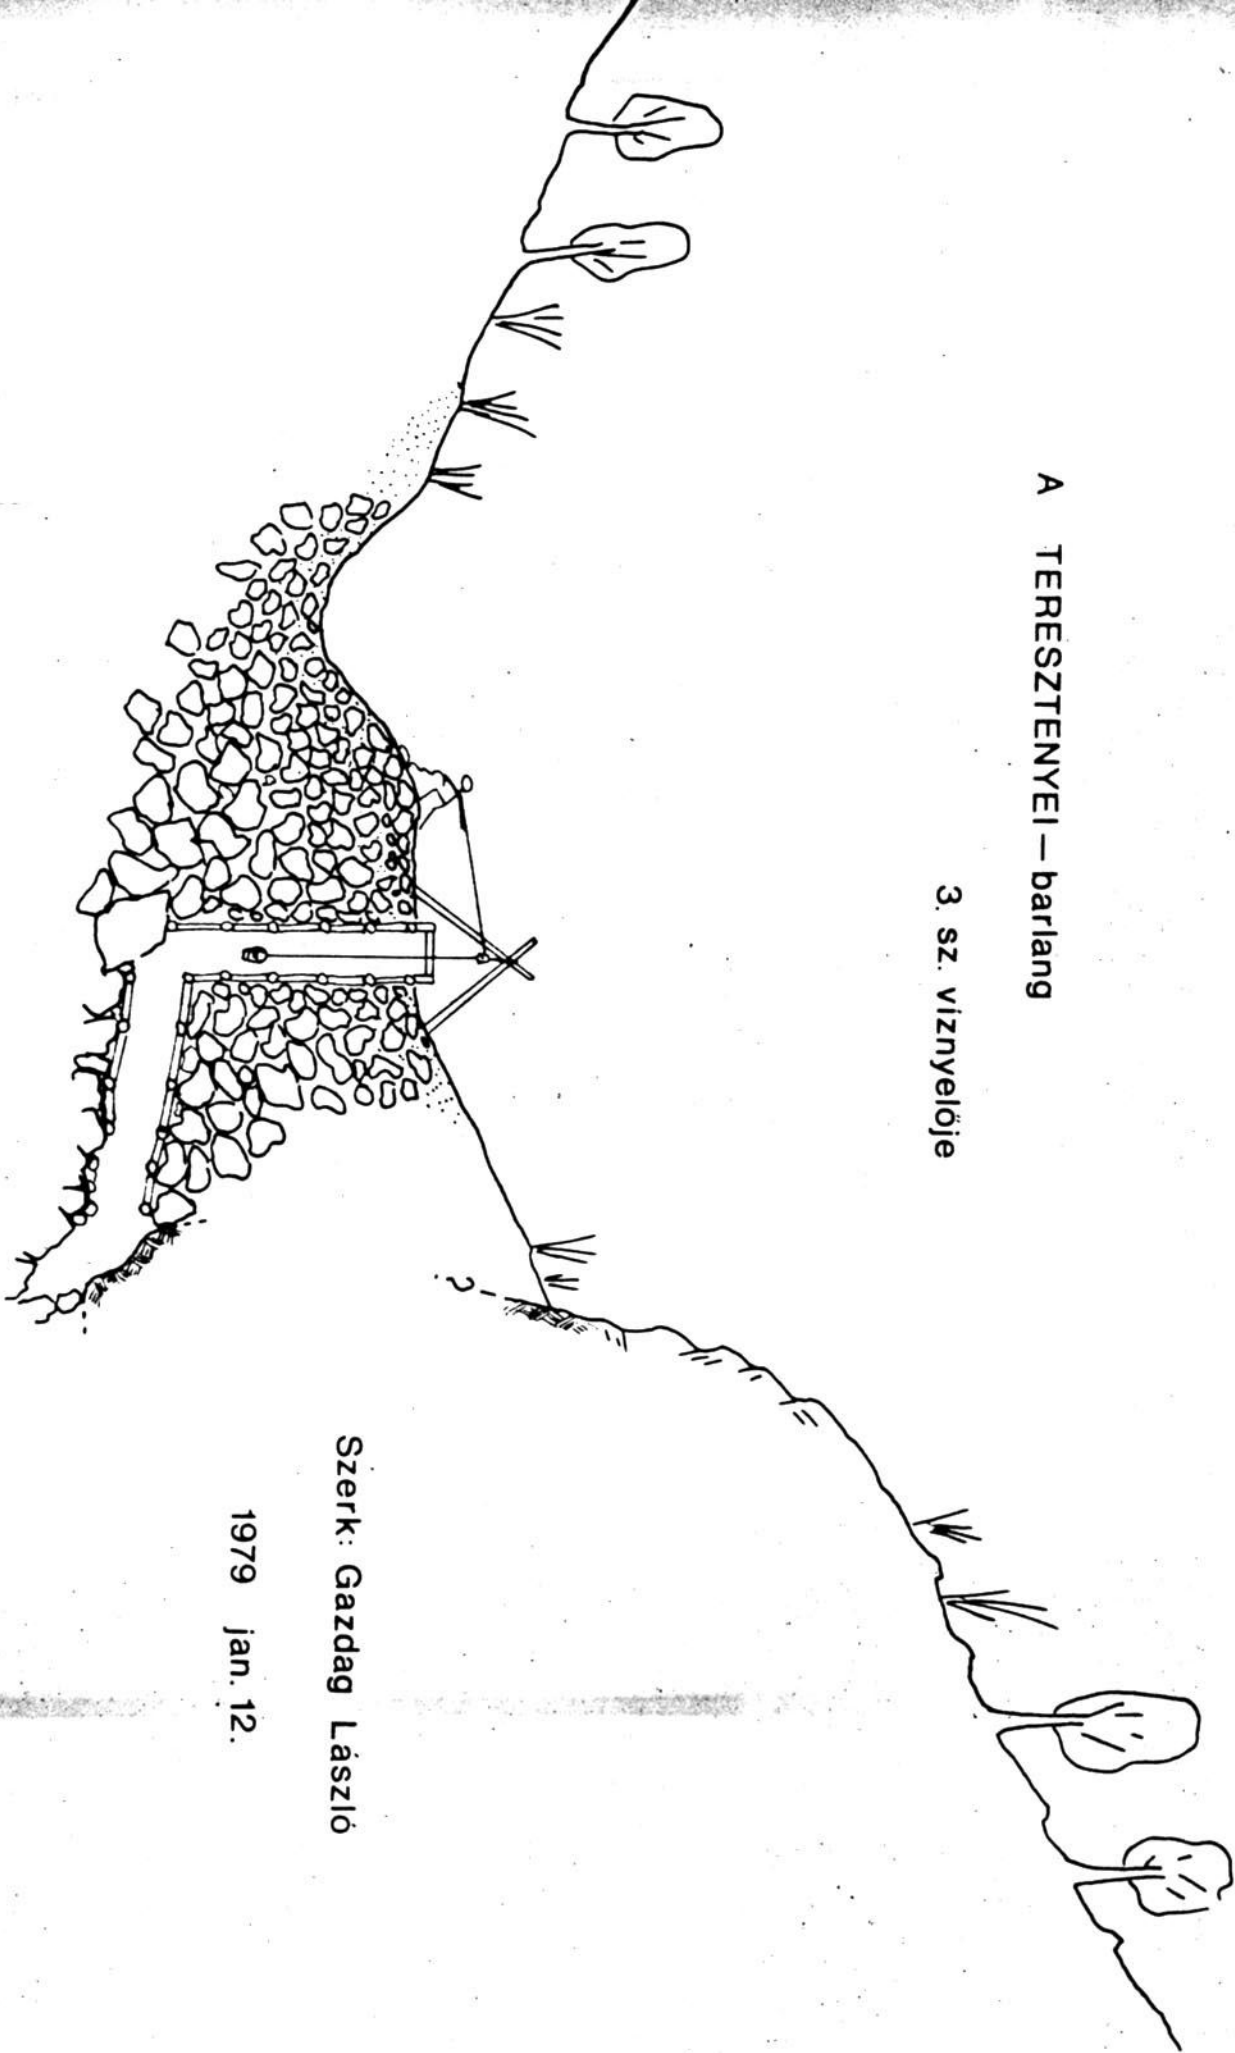 A TERESZTENYEI—barlang
3. sz. víznyelője
?
Szerk: Gazdag László
1979 jan. 12.